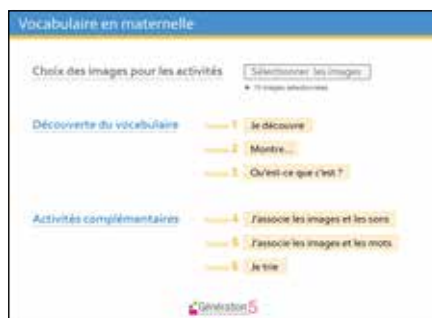 Vocabulaire en maternelle
Choix des images pour les activités
Sélectionner les images
images sélectionnées
Découverte du vocabulaire
1 Je découvre
2 Montre...
3 Qu'est-ce que c'est ?
Activités complémentaires
4 J'associe les images et les sons
5 J'associe les images et les mots
6 Je trie
Génération 5